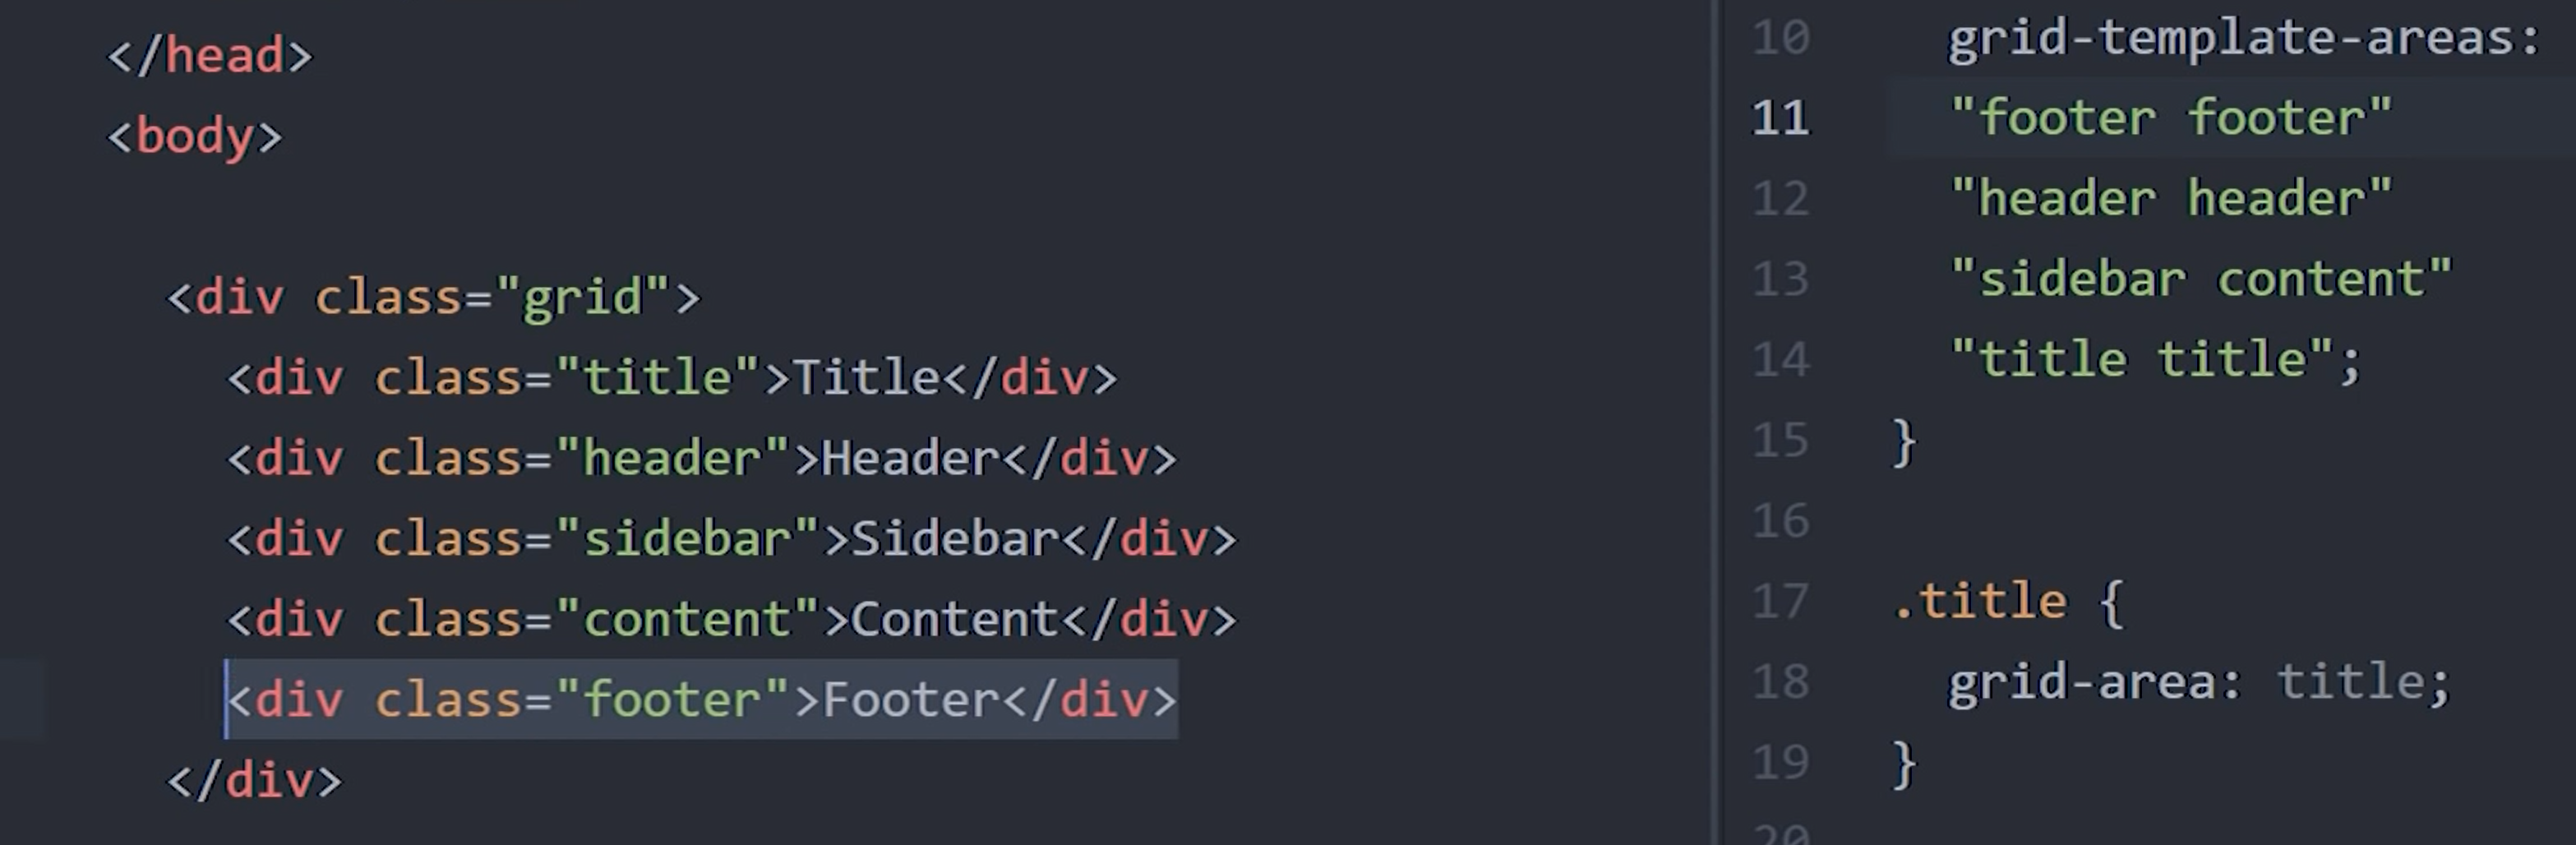 </head>
<body>
<div class="grid">
<div class="title">Title</div>
<div class="header">Header</div>
<div class="sidebar">Sidebar</div>
<div class="content">Content</div>
<div class="footer">Footer</div>
</div>
10 grid-template-areas:
11 "footer footer"
12 "header header"
13 "sidebar content"
14 "title title";
15 }
16
17 .title {
18 grid-area: title;
19 }
20